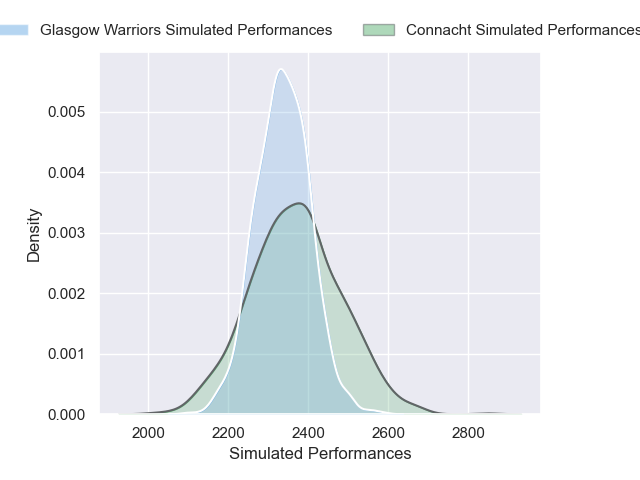 Glasgow Warriors Simulated Performances Connacht Simulated Performances
0.005
0.004
0.003
0.002
0.001
0.000
Density
2000 2200 2400 2600 2800
Simulated Performances